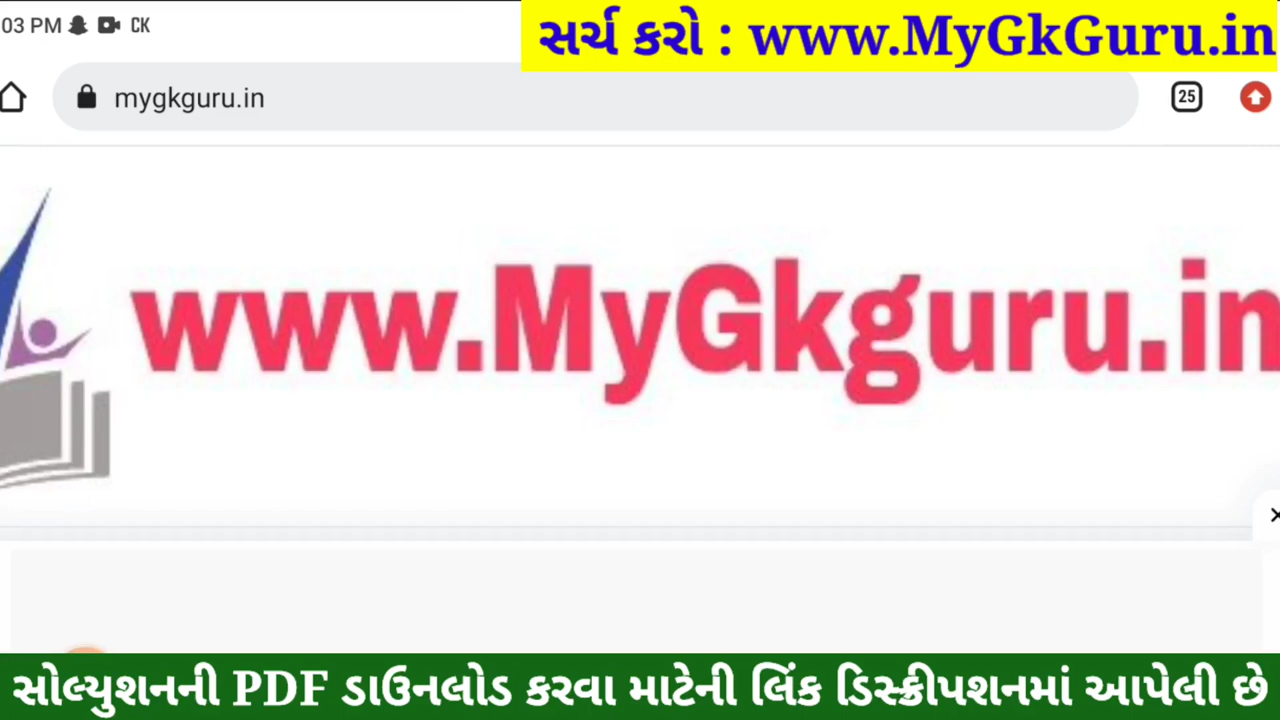 03 PM CK
સર્ચ કરો : www.MyGkGuru.in
mygkguru.in
25
www.MyGkguru.in
સોલ્યુશનની PDF ડાઉનલોડ કરવા માટેની લિંક ડિસ્ક્રીપશનમાં આપેલી છે